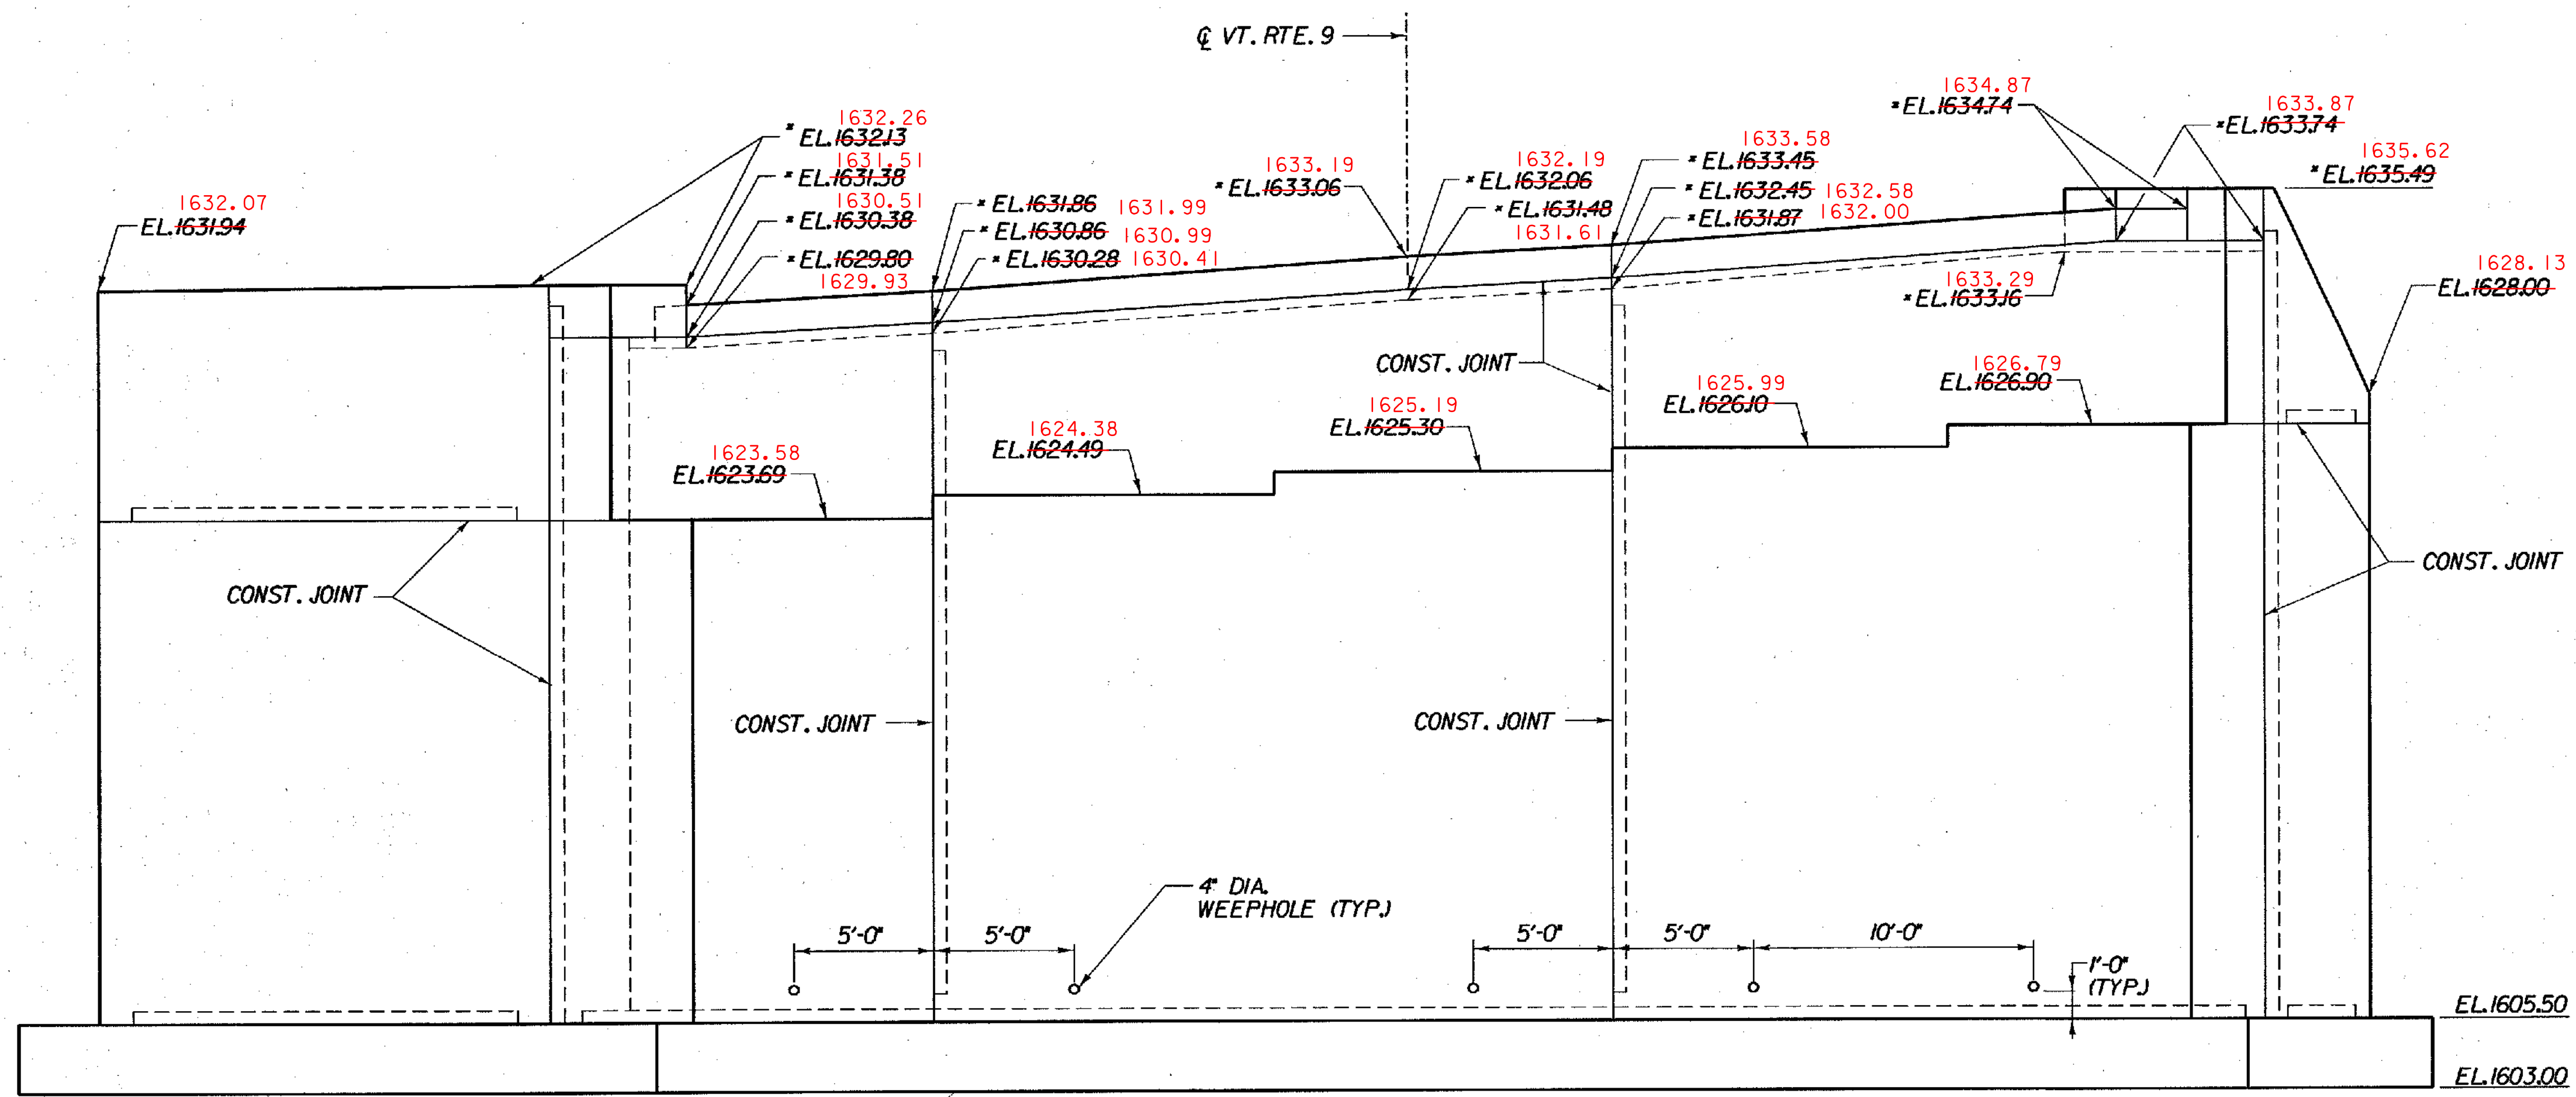 ℄ VT. RTE. 9
1634.87
*EL.1634.74
1633.87
*EL.1633.74
1632.26
*EL.1632.13
1631.51
*EL.1631.38
1630.51
*EL.1630.38
*EL.1629.80
1629.93
1633.58
*EL.1633.45
*EL.1632.45 1632.58
*EL.1631.87 1632.00
1635.62
*EL.1635.49
1633.19
*EL.1633.06
1632.19
*EL.1632.06
*EL.1631.48
1631.61
1632.07
EL.1631.94
*EL.1631.86 1631.99
*EL.1630.86 1630.99
*EL.1630.28 1630.41
1628.13
EL.1628.00
1633.29
*EL.1633.16
CONST. JOINT
1626.79
EL.1626.90
1625.99
EL.1626.10
1625.19
EL.1625.30
1624.38
EL.1624.49
1623.58
EL.1623.69
CONST. JOINT
CONST. JOINT
CONST. JOINT
CONST. JOINT
4" DIA.
WEEPHOLE (TYP.)
5'-0" 5'-0" 5'-0" 5'-0" 10'-0"
1'-0"
(TYP.)
EL.1605.50
EL.1603.00